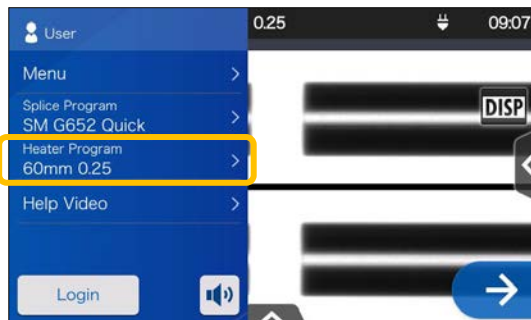 User
0.25
09:07
Menu
Splice Program
SM G652 Quick
DISP
Heater Program
60mm 0.25
Help Video
Login